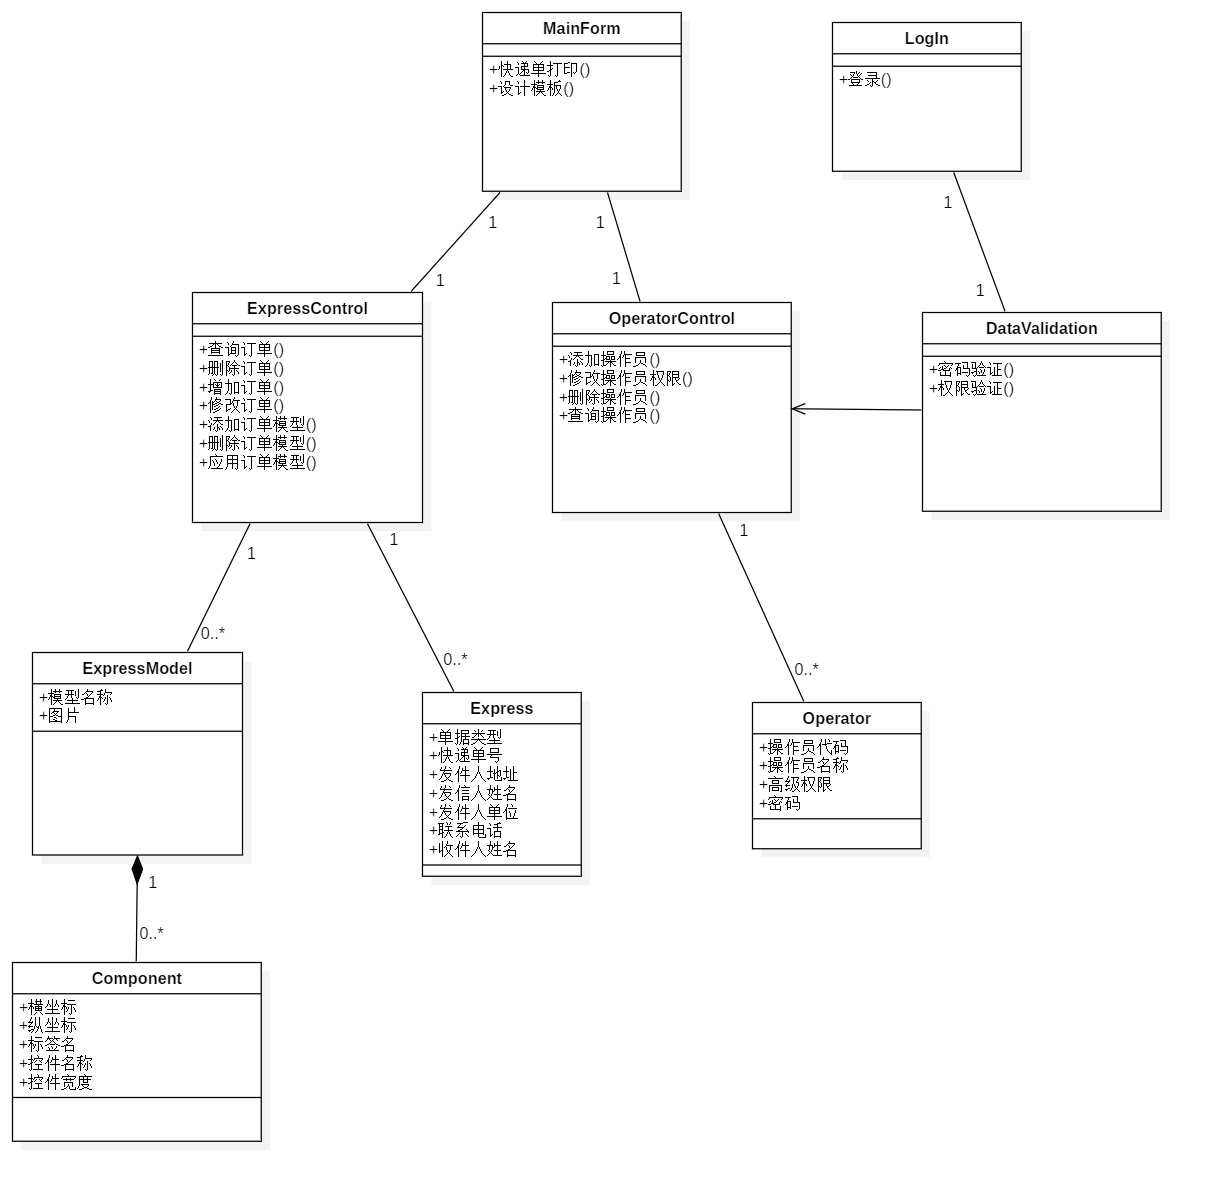 MainForm
+快递单打印()
+设计模板()
LogIn
+登录()
1
1
1
1
1
1
ExpressControl
+查询订单()
+删除订单()
+增加订单()
+修改订单()
+添加订单模型()
+删除订单模型()
+应用订单模型()
OperatorControl
+添加操作员()
+修改操作员权限()
+删除操作员()
+查询操作员()
DataValidation
+密码验证()
+权限验证()
1
1
1
0..*
0..*
0..*
ExpressModel
+模型名称
+图片
Express
+单据类型
+快递单号
+发件人地址
+发信人姓名
+发件人单位
+联系电话
+收件人姓名
Operator
+操作员代码
+操作员名称
+高级权限
+密码
1
0..*
Component
+横坐标
+纵坐标
+标签名
+控件名称
+控件宽度